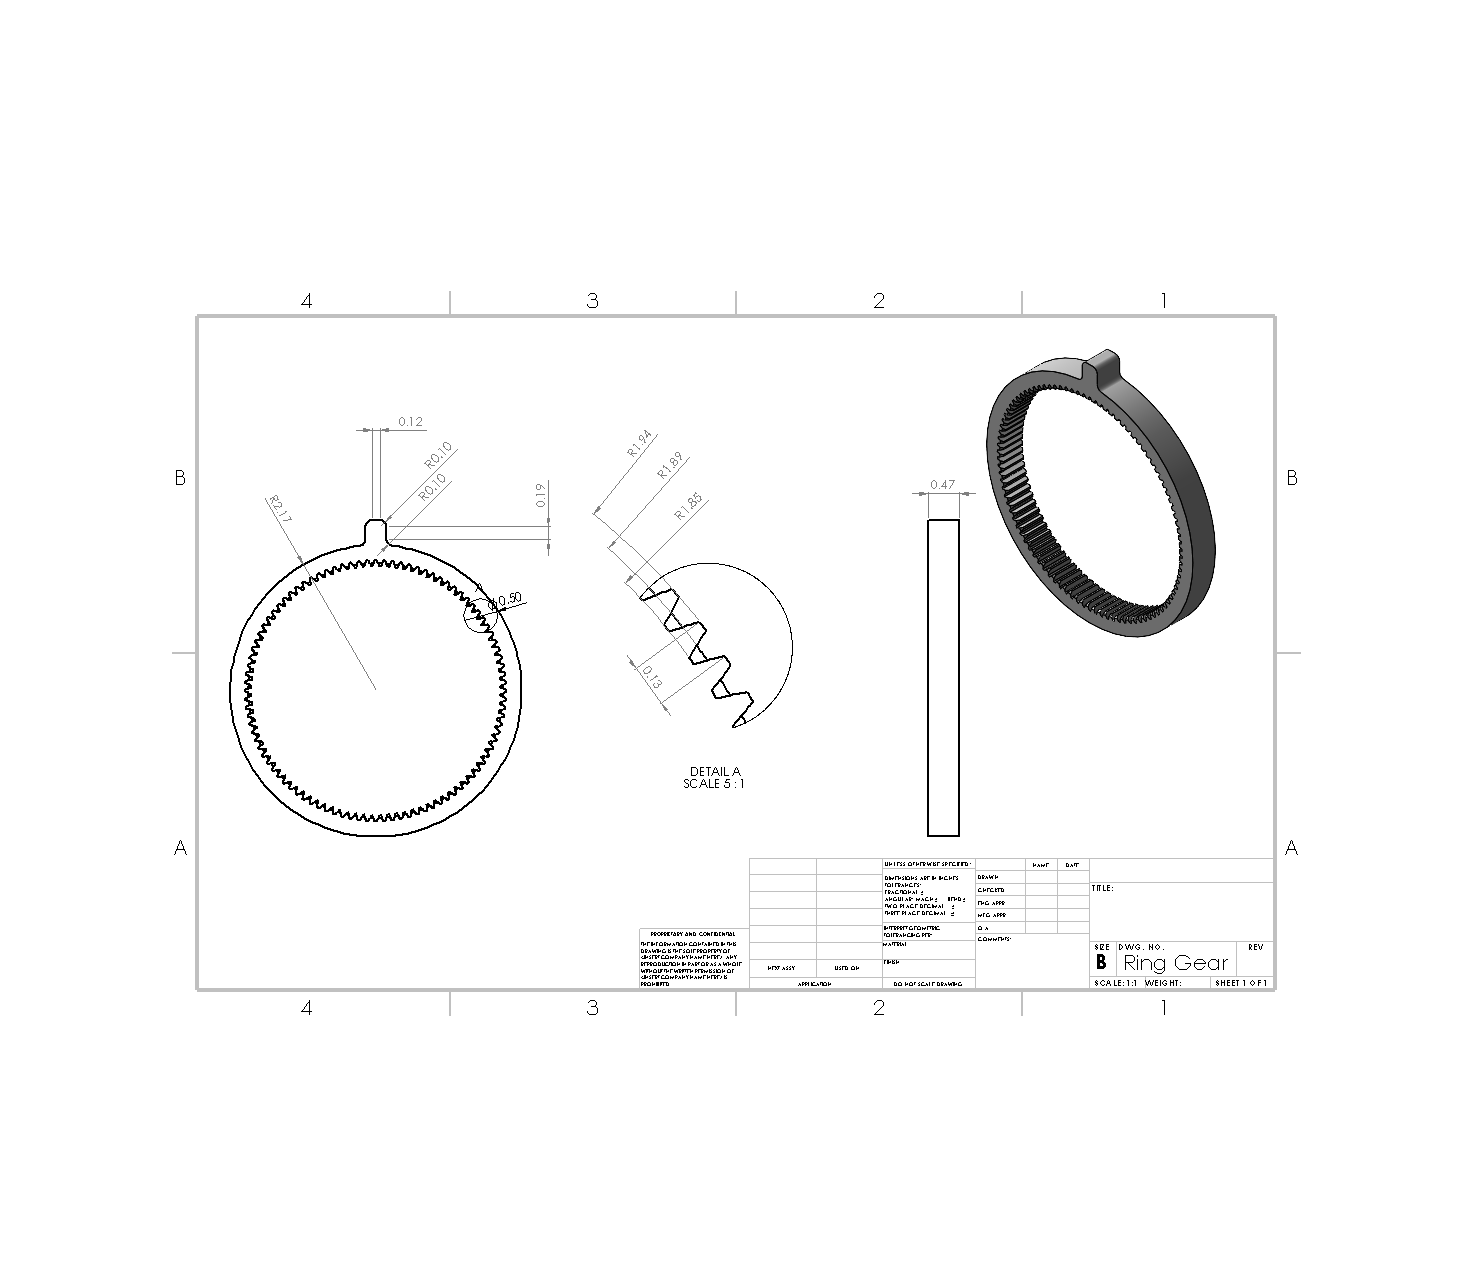 4 3 2 1
B B
A A
0.12
R0.10
R0.10
0.19
R2.17
A
⌀0.50
R1.94
R1.89
R1.85
0.13
DETAIL A
SCALE 5 : 1
0.47
UNLESS OTHERWISE SPECIFIED:
DIMENSIONS ARE IN INCHES
TOLERANCES:
FRACTIONAL ±
ANGULAR: MACH ± BEND ±
TWO PLACE DECIMAL ±
THREE PLACE DECIMAL ±
INTERPRET GEOMETRIC
TOLERANCING PER:
MATERIAL
FINISH
DO NOT SCALE DRAWING
NAME DATE
DRAWN
CHECKED
ENG APPR.
MFG APPR.
Q.A.
COMMENTS:
PROPRIETARY AND CONFIDENTIAL
THE INFORMATION CONTAINED IN THIS
DRAWING IS THE SOLE PROPERTY OF
<INSERT COMPANY NAME HERE>. ANY
REPRODUCTION IN PART OR AS A WHOLE
WITHOUT THE WRITTEN PERMISSION OF
<INSERT COMPANY NAME HERE> IS
PROHIBITED.
NEXT ASSY USED ON
APPLICATION
TITLE:
SIZE DWG. NO. REV
B Ring Gear
SCALE: 1:1 WEIGHT: SHEET 1 OF 1
4 3 2 1